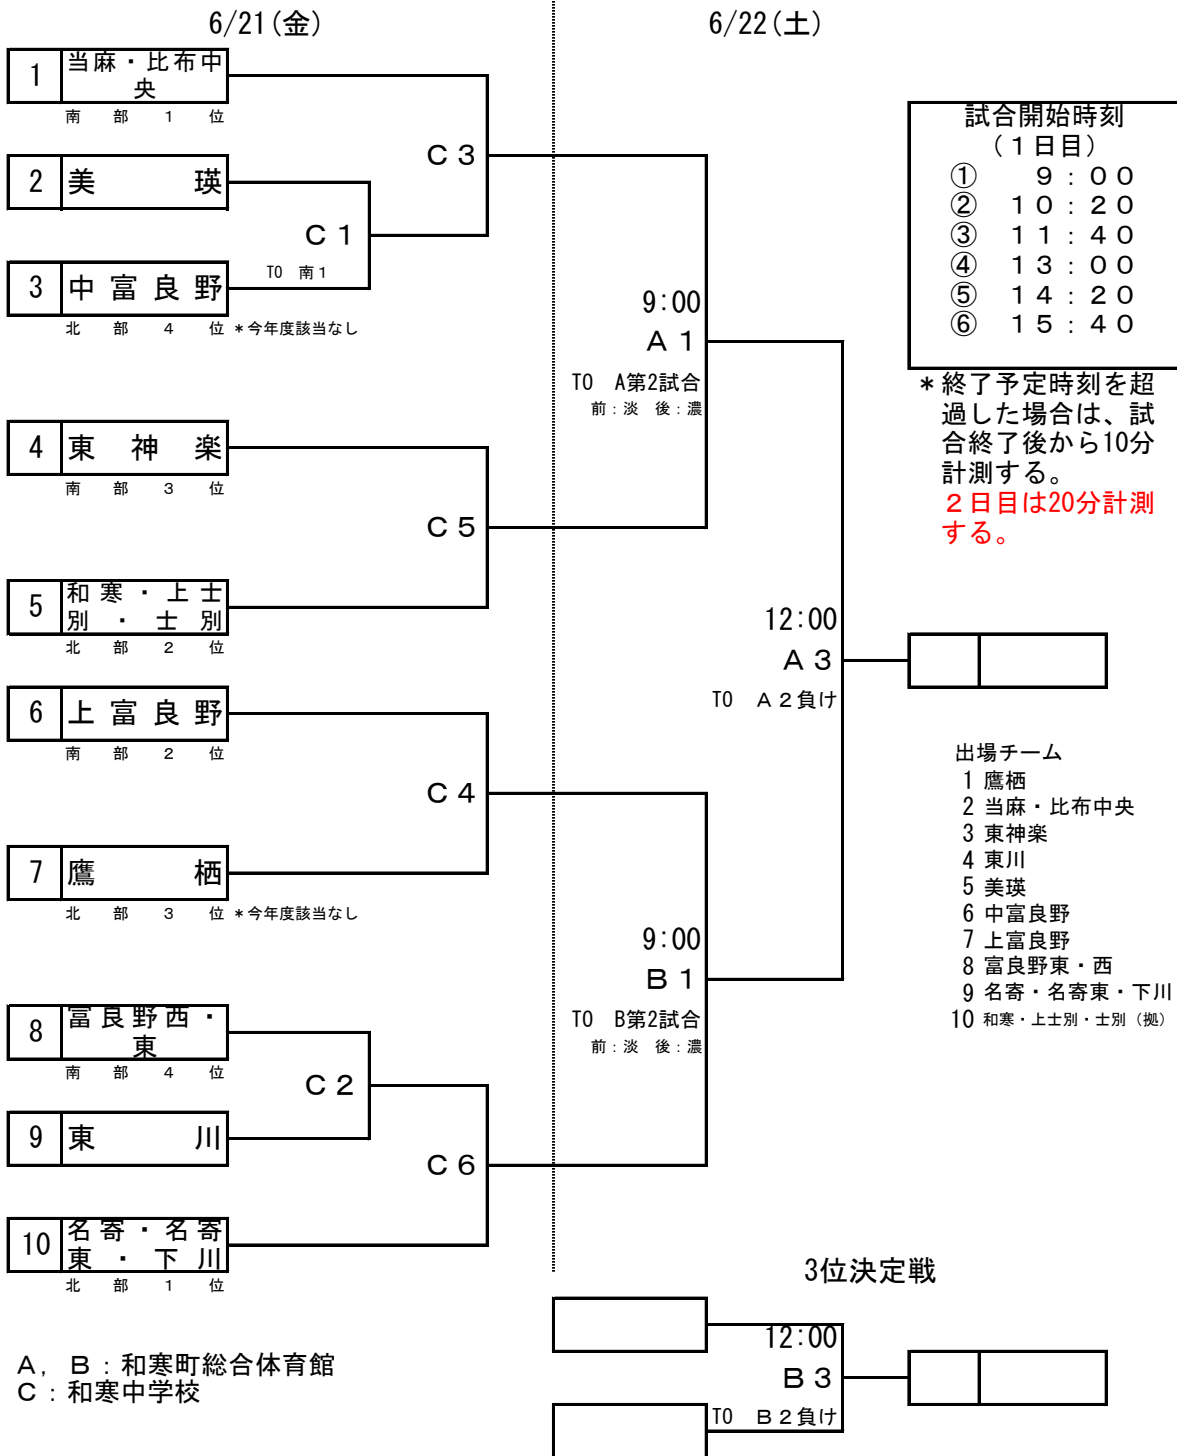 6/21(金)
6/22(土)
1 当麻・比布中央
南部1位
2 美瑛
3 中富良野
北部4位 *今年度該当なし
C1
TO 南1
C3
4 東神楽
南部3位
5 和寒・上士別・士別
北部2位
C5
6 上富良野
南部2位
7 鷹栖
北部3位 *今年度該当なし
C4
8 富良野西・東
南部4位
9 東川
10 名寄・名寄東・下川
北部1位
C2
C6
9:00
A1
TO A第2試合
前:淡 後:濃
9:00
B1
TO B第2試合
前:淡 後:濃
12:00
A3
TO A2負け
試合開始時刻
(1日目)
① 9:00
② 10:20
③ 11:40
④ 13:00
⑤ 14:20
⑥ 15:40
*終了予定時刻を超
過した場合は、試
合終了後から10分
計測する。
2日目は20分計測
する。
出場チーム
1 鷹栖
2 当麻・比布中央
3 東神楽
4 東川
5 美瑛
6 中富良野
7 上富良野
8 富良野東・西
9 名寄・名寄東・下川
10 和寒・上士別・士別(拠)
3位決定戦
12:00
B3
TO B2負け
A,B:和寒町総合体育館
C:和寒中学校